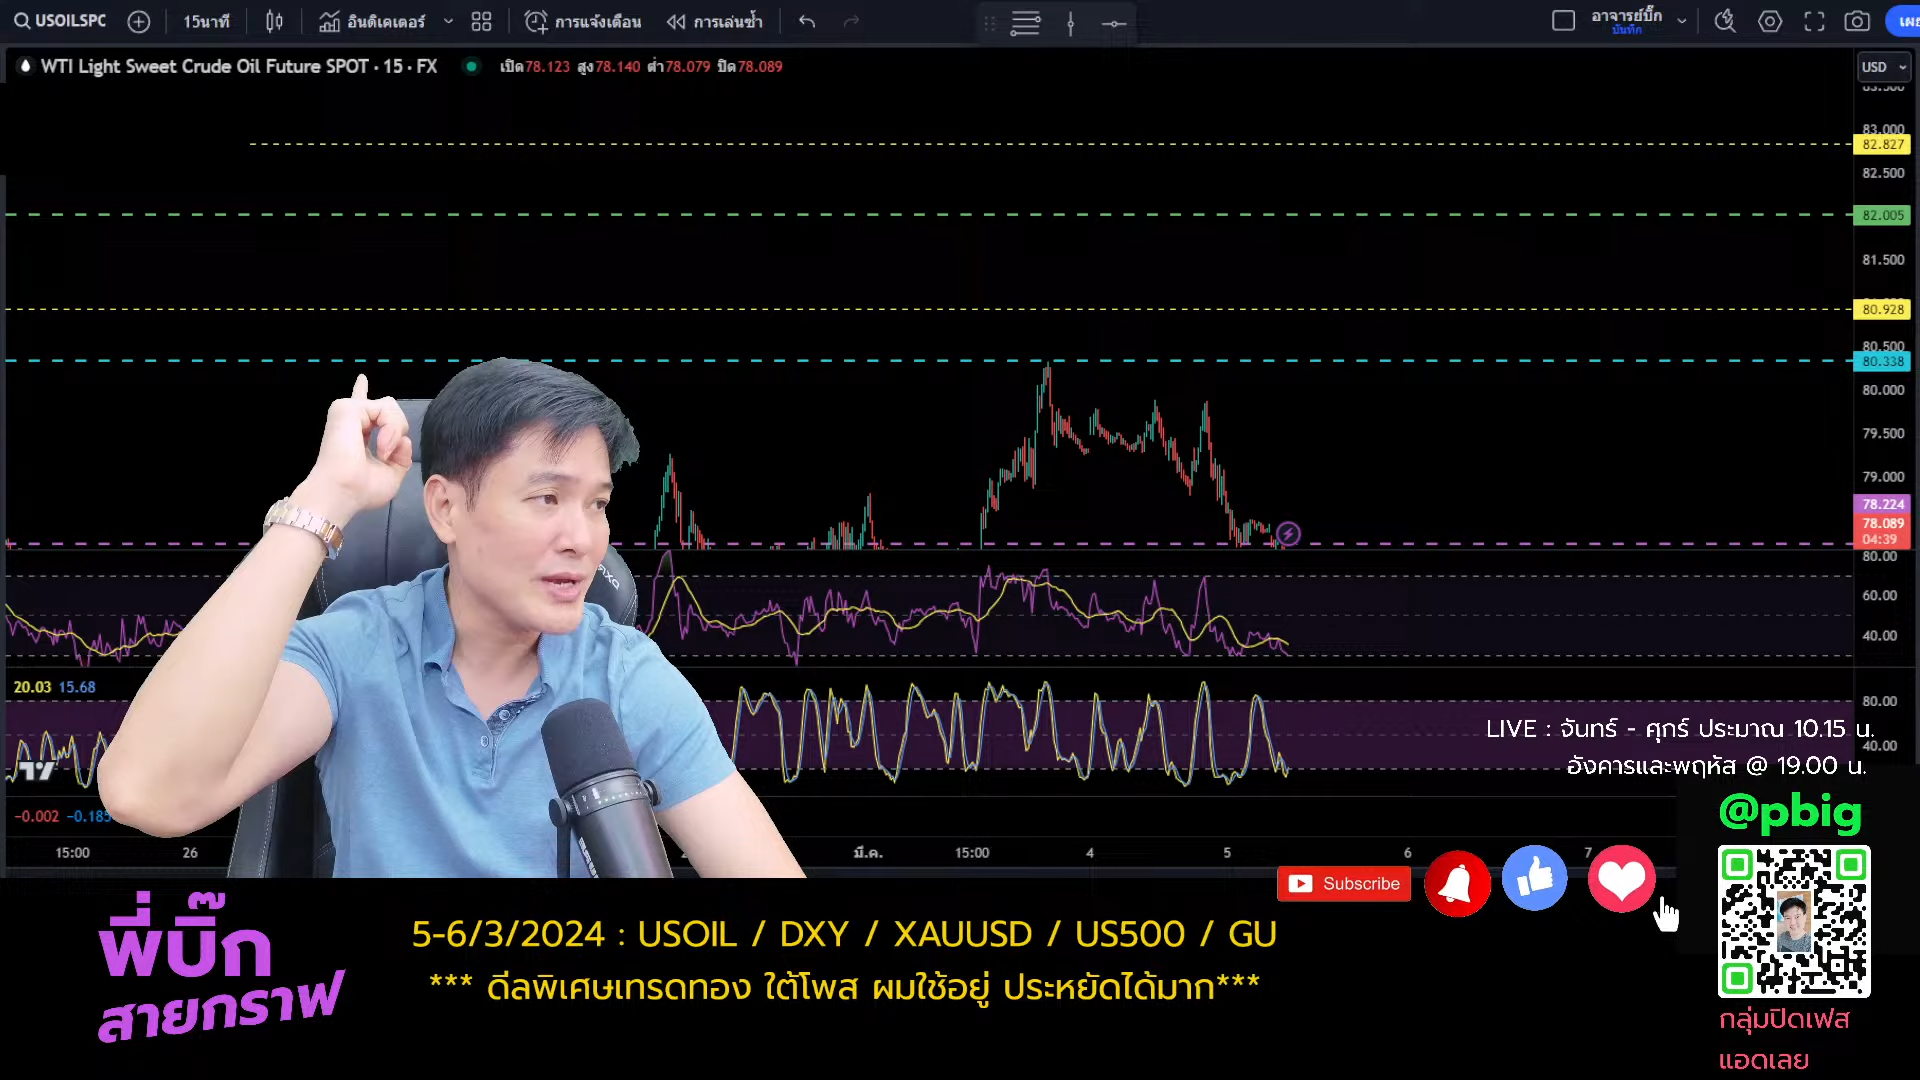 USOILSPC
15นาที
อินดิเคเตอร์
การแจ้งเตือน
การเล่นซ้ำ
อาจารย์บิ๊ก
บันทึก
WTI Light Sweet Crude Oil Future SPOT · 15 · FX
เปิด78.123 สูง78.140 ต่ำ78.079 ปิด78.089
USD
83.500
83.000
82.827
82.500
82.005
81.500
80.928
80.500
80.338
80.000
79.500
79.000
78.224
78.089
04:39
80.00
60.00
40.00
20.03 15.68
80.00
40.00
LIVE : จันทร์ - ศุกร์ ประมาณ 10.15 น.
อังคารและพฤหัส @ 19.00 น.
−0.002 −0.185
@pbig
15:00 26 มี.ค. 15:00 4 5 6 7
Subscribe
พี่บิ๊ก
สายกราฟ
5-6/3/2024 : USOIL / DXY / XAUUSD / US500 / GU
*** ดีลพิเศษเทรดทอง ใต้โพส ผมใช้อยู่ ประหยัดได้มาก***
กลุ่มปิดเฟส
แอดเลย